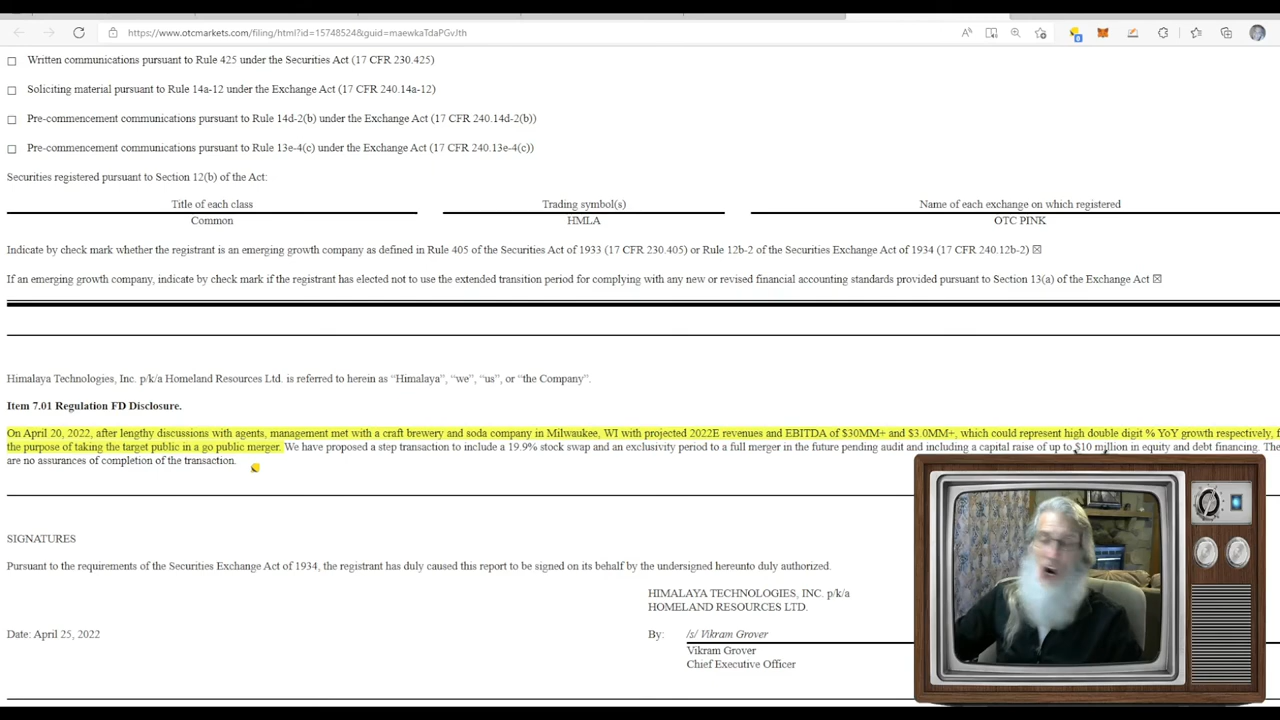 https://www.otcmarkets.com/filing/html?id=15748524&guid=maewkaTdaPGvJth
☐ Written communications pursuant to Rule 425 under the Securities Act (17 CFR 230.425)
☐ Soliciting material pursuant to Rule 14a-12 under the Exchange Act (17 CFR 240.14a-12)
☐ Pre-commencement communications pursuant to Rule 14d-2(b) under the Exchange Act (17 CFR 240.14d-2(b))
☐ Pre-commencement communications pursuant to Rule 13e-4(c) under the Exchange Act (17 CFR 240.13e-4(c))
Securities registered pursuant to Section 12(b) of the Act:
Title of each class Trading symbol(s) Name of each exchange on which registered
Common HMLA OTC PINK
Indicate by check mark whether the registrant is an emerging growth company as defined in Rule 405 of the Securities Act of 1933 (17 CFR 230.405) or Rule 12b-2 of the Securities Exchange Act of 1934 (17 CFR 240.12b-2) ☒
If an emerging growth company, indicate by check mark if the registrant has elected not to use the extended transition period for complying with any new or revised financial accounting standards provided pursuant to Section 13(a) of the Exchange Act ☒
Himalaya Technologies, Inc. p/k/a Homeland Resources Ltd. is referred to herein as “Himalaya”, “we”, “us”, or “the Company”.
Item 7.01 Regulation FD Disclosure.
On April 20, 2022, after lengthy discussions with agents, management met with a craft brewery and soda company in Milwaukee, WI with projected 2022E revenues and EBITDA of $30MM+ and $3.0MM+, which could represent high double digit % YoY growth respectively,
the purpose of taking the target public in a go public merger. We have proposed a step transaction to include a 19.9% stock swap and an exclusivity period to a full merger in the future pending audit and including a capital raise of up to $10 million in equity and debt financing.
are no assurances of completion of the transaction.
SIGNATURES
Pursuant to the requirements of the Securities Exchange Act of 1934, the registrant has duly caused this report to be signed on its behalf by the undersigned hereunto duly authorized.
HIMALAYA TECHNOLOGIES, INC. p/k/a
HOMELAND RESOURCES LTD.
Date: April 25, 2022 By: /s/ Vikram Grover
Vikram Grover
Chief Executive Officer